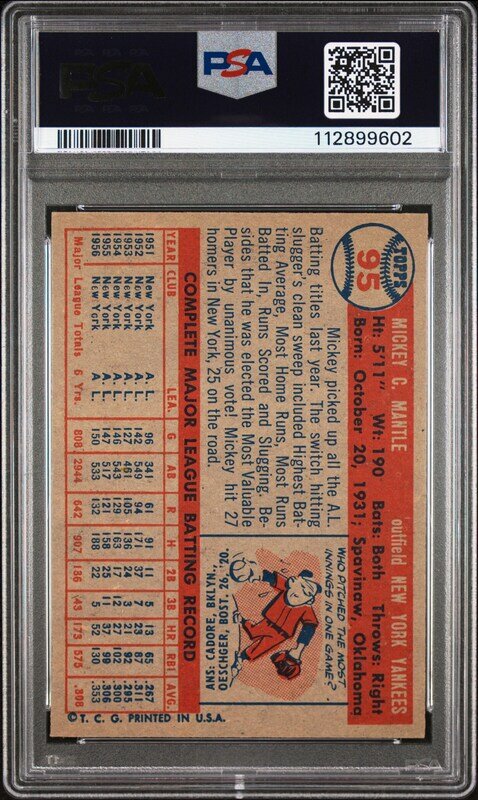 PSA
PSA
112899602
TOPPS
95
MICKEY C. MANTLE outfield NEW YORK YANKEES
Ht: 5'11" Wt: 190 Bats: Both Throws: Right
Born: October 20, 1931; Spavinaw, Oklahoma
Mickey picked up all the A.L.
Batting titles last year. The switch hitting
slugger's clean sweep included Highest Bat-
ting Average, Most Home Runs, Most Runs
Batted In, Runs Scored and Slugging. Be-
sides that he was elected the Most Valuable
Player by unanimous vote! Mickey hit 27
homers in New York, 25 on the road.
WHO PITCHED THE MOST
INNINGS IN ONE GAME?
ANS: CADORE BKLYN
OESCHGER, BOST.-26, '20.
COMPLETE MAJOR LEAGUE BATTING RECORD
YEAR CLUB LEA. G AB R H 2B 3B HR RBI AVG.
1951 New York A. L. 96 341 61 91 11 5 13 65 .267
1952 New York A. L. 142 549 94 171 37 7 23 87 .311
1953 New York A. L. 127 461 105 136 24 3 21 92 .295
1954 New York A. L. 146 543 129 163 17 12 27 102 .300
1955 New York A. L. 147 517 121 158 25 11 37 99 .306
1956 New York A. L. 150 533 132 188 22 5 52 130 .353
Major League Totals 6 Yrs. 808 2944 642 907 136 43 173 575 .308
© T. C. G. PRINTED IN U.S.A.